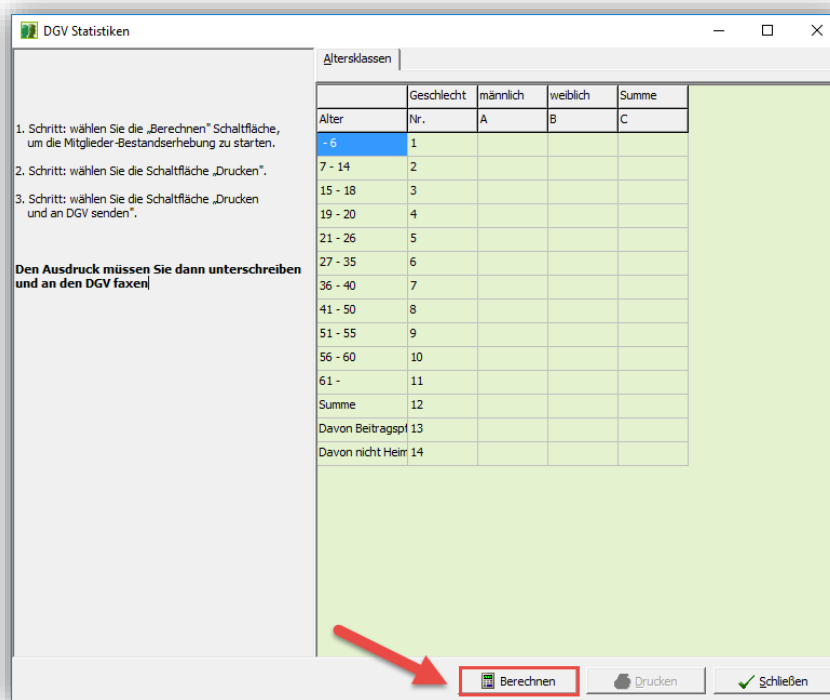 DGV Statistiken
Altersklassen
1. Schritt: wählen Sie die „Berechnen" Schaltfläche,
um die Mitglieder-Bestandserhebung zu starten.
2. Schritt: wählen Sie die Schaltfläche „Drucken".
3. Schritt: wählen Sie die Schaltfläche „Drucken
und an DGV senden".
Den Ausdruck müssen Sie dann unterschreiben
und an den DGV faxen
Geschlecht männlich weiblich Summe
Alter Nr. A B C
- 6 1
7 - 14 2
15 - 18 3
19 - 20 4
21 - 26 5
27 - 35 6
36 - 40 7
41 - 50 8
51 - 55 9
56 - 60 10
61 - 11
Summe 12
Davon Beitragspf 13
Davon nicht Heim 14
Berechnen Drucken Schließen